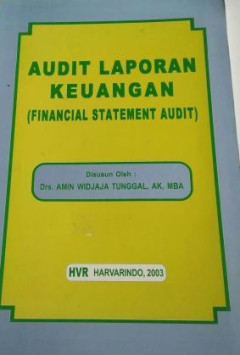 AUDIT LAPORAN
KEUANGAN
(FINANCIAL STATEMENT AUDIT)
Disusun Oleh :
Drs. AMIN WIDJAJA TUNGGAL, AK, MBA
HVR HARVARINDO, 2003